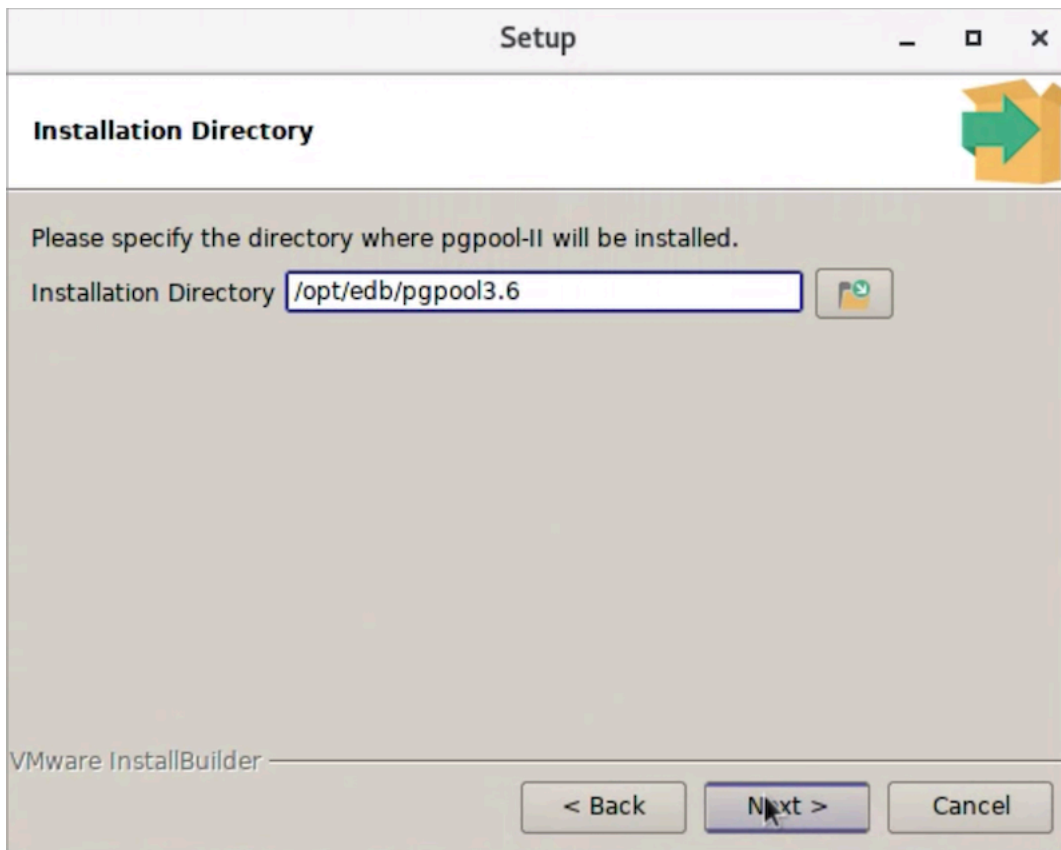 Setup
Installation Directory
Please specify the directory where pgpool-II will be installed.
Installation Directory /opt/edb/pgpool3.6
VMware InstallBuilder
< Back Next > Cancel